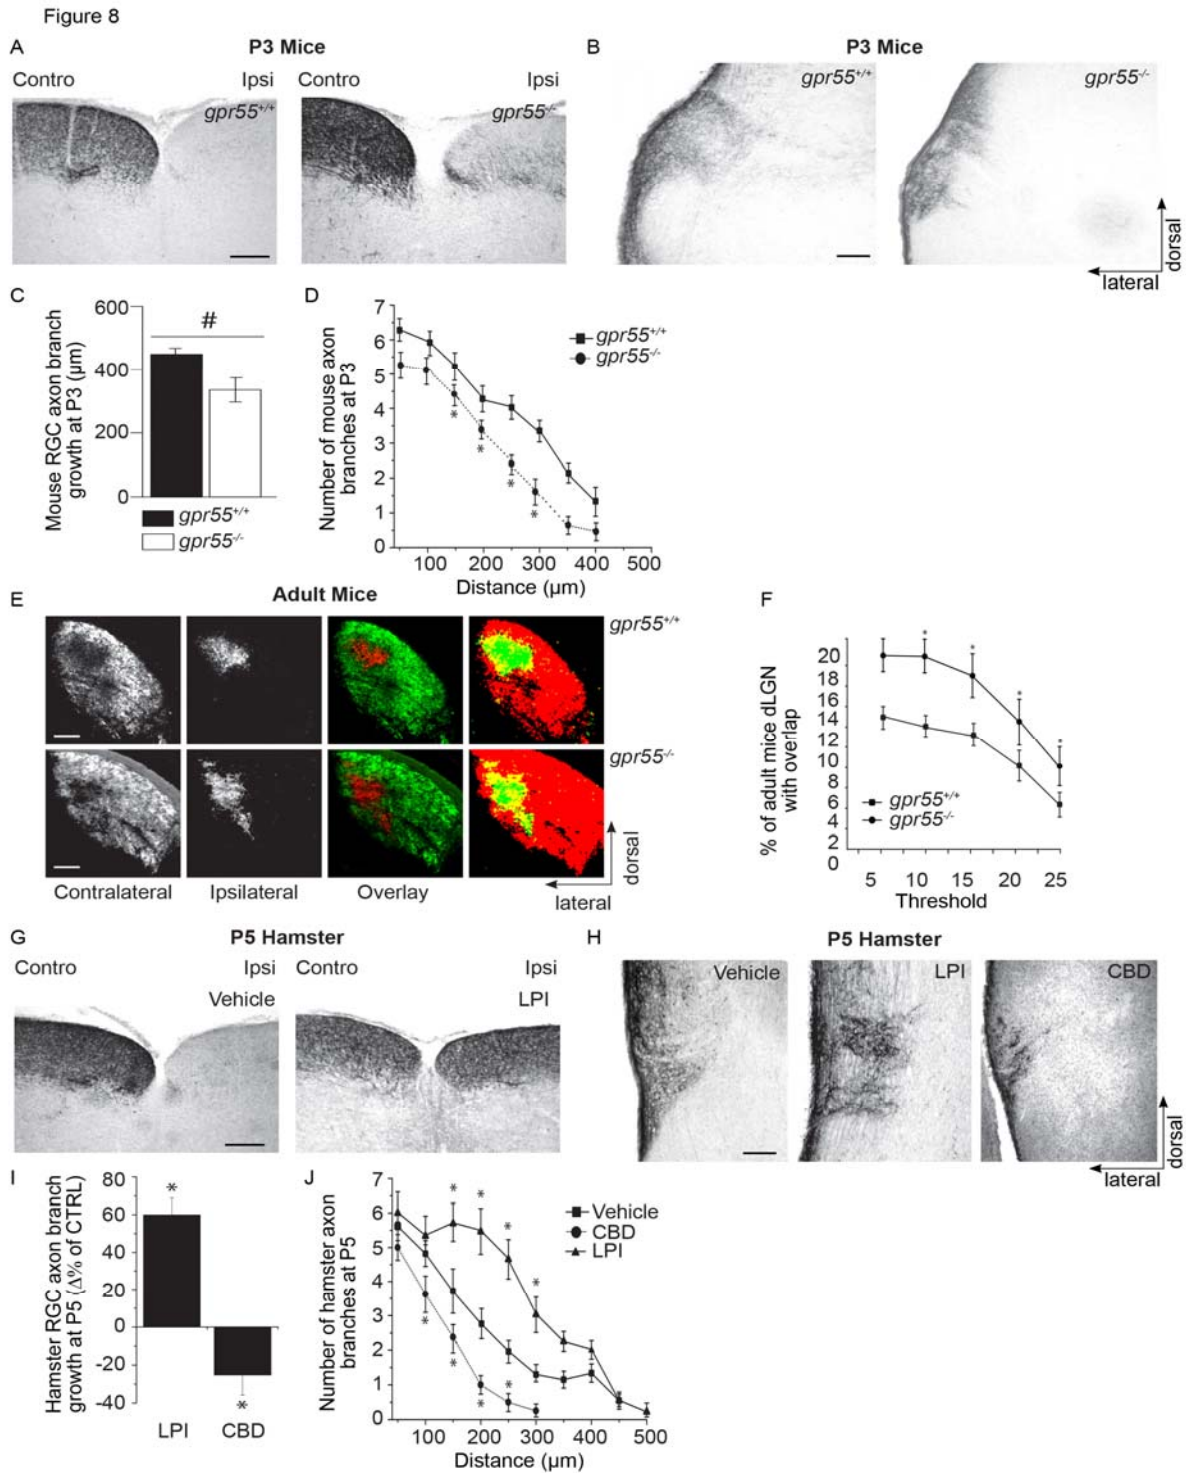 Figure 8
A
P3 Mice
Contro
Ipsi
gpr55+/+
Contro
Ipsi
gpr55-/-
B
P3 Mice
gpr55+/+
gpr55-/-
dorsal
lateral
C
Mouse RGC axon branch
growth at P3 (µm)
600
400
200
0
#
gpr55+/+
gpr55-/-
D
Number of mouse axon
branches at P3
7
6
5
4
3
2
1
0
* * * *
gpr55+/+
gpr55-/-
100 200 300 400 500
Distance (µm)
E
Adult Mice
gpr55+/+
gpr55-/-
Contralateral
Ipsilateral
Overlay
dorsal
lateral
F
% of adult mice dLGN
with overlap
20
18
16
14
12
10
8
6
4
2
0
* * * *
gpr55+/+
gpr55-/-
5 10 15 20 25
Threshold
G
P5 Hamster
Contro
Ipsi
Vehicle
Contro
Ipsi
LPI
H
P5 Hamster
Vehicle
LPI
CBD
dorsal
lateral
I
Hamster RGC axon branch
growth at P5 (Δ% of CTRL)
80
60
40
20
0
-20
-40
*
*
LPI CBD
J
Number of hamster axon
branches at P5
7
6
5
4
3
2
1
0
* * * *
* * * *
Vehicle
CBD
LPI
100 200 300 400 500
Distance (µm)